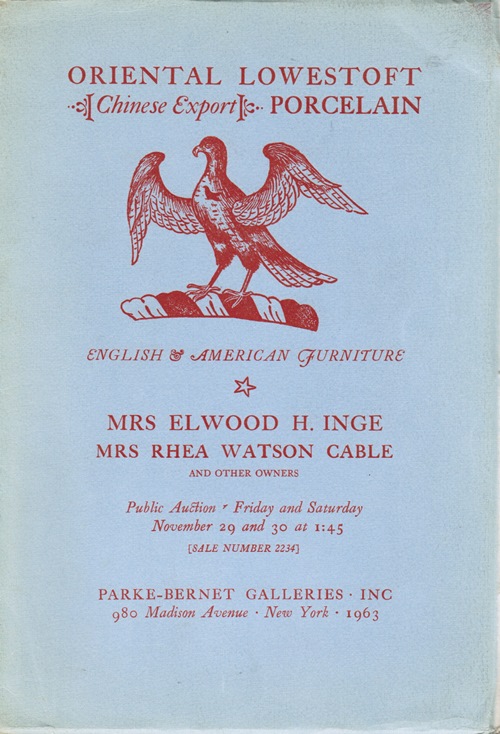 ORIENTAL LOWESTOFT
[Chinese Export] PORCELAIN
ENGLISH & AMERICAN FURNITURE
MRS ELWOOD H. INGE
MRS RHEA WATSON CABLE
AND OTHER OWNERS
Public Auction · Friday and Saturday
November 29 and 30 at 1:45
[SALE NUMBER 2234]
PARKE-BERNET GALLERIES · INC
980 Madison Avenue · New York · 1963